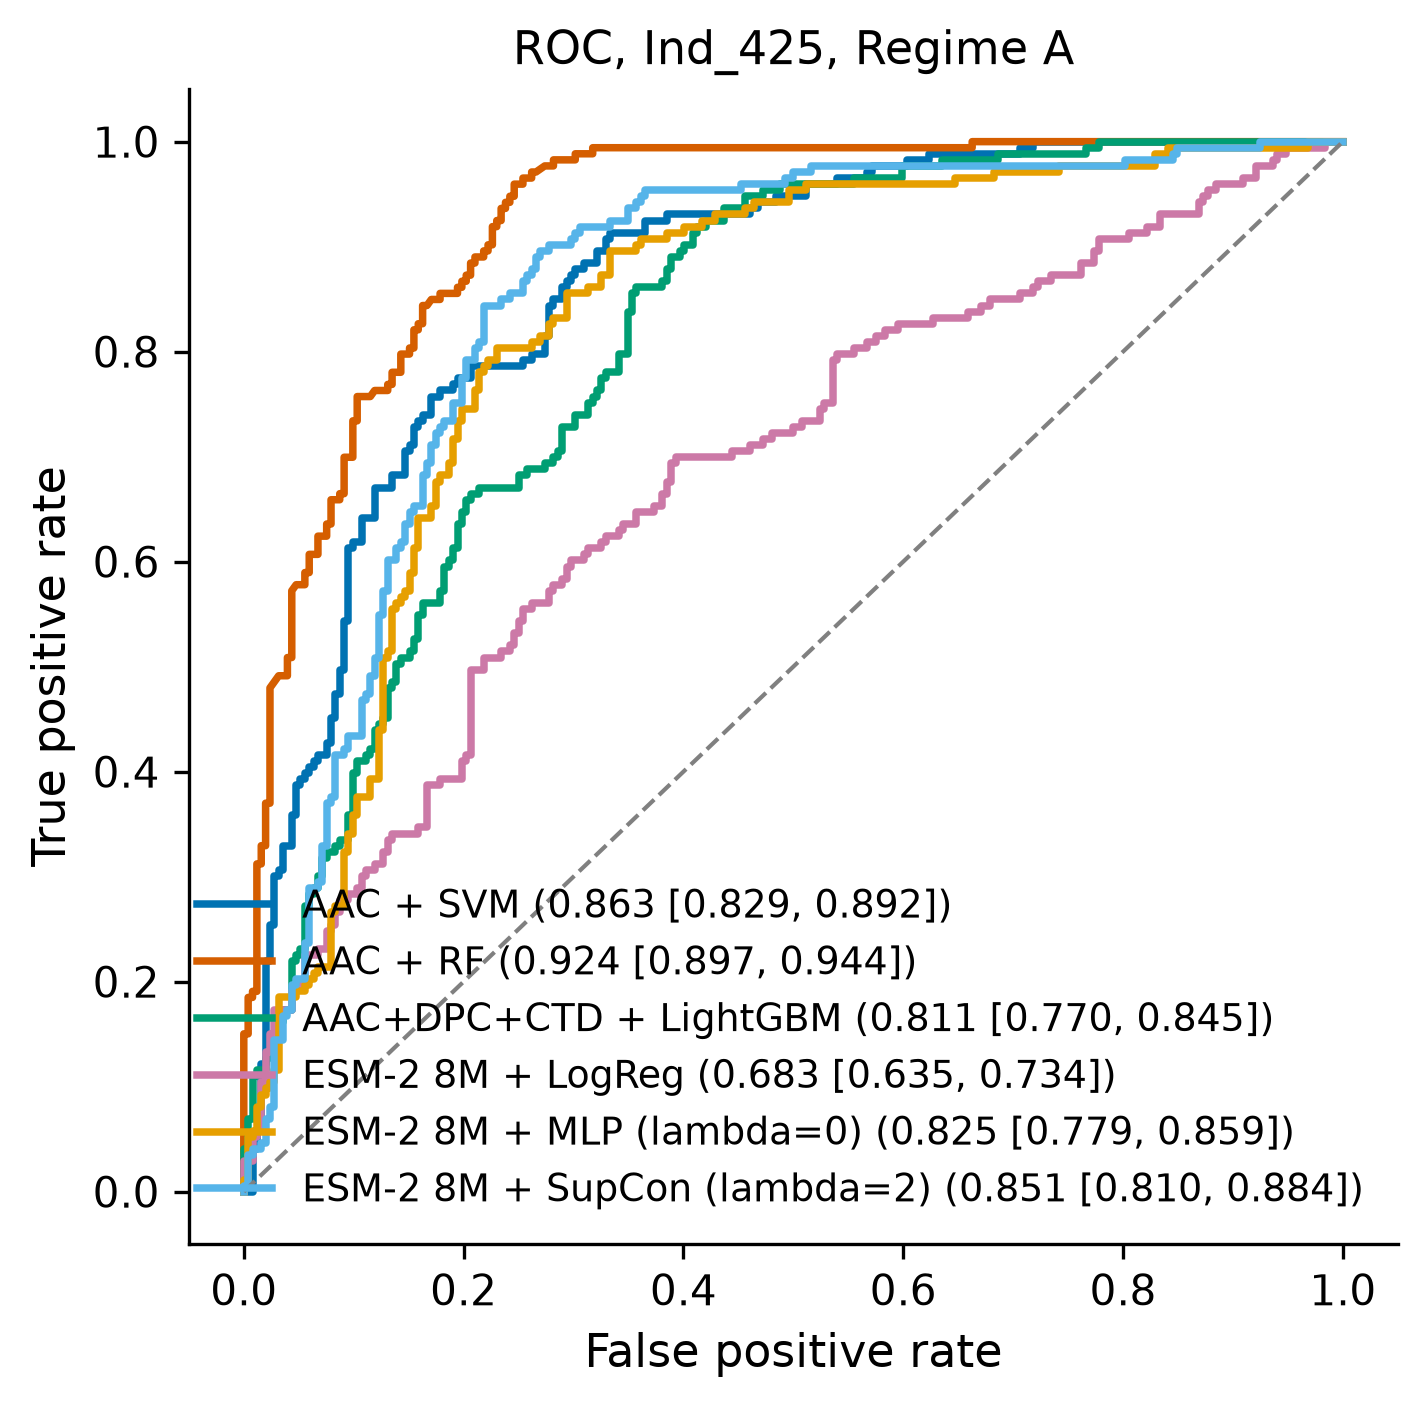 ROC, Ind_425, Regime A
True positive rate
1.0
0.8
0.6
0.4
0.2
0.0
AAC + SVM (0.863 [0.829, 0.892])
AAC + RF (0.924 [0.897, 0.944])
AAC+DPC+CTD + LightGBM (0.811 [0.770, 0.845])
ESM-2 8M + LogReg (0.683 [0.635, 0.734])
ESM-2 8M + MLP (lambda=0) (0.825 [0.779, 0.859])
ESM-2 8M + SupCon (lambda=2) (0.851 [0.810, 0.884])
0.0 0.2 0.4 0.6 0.8 1.0
False positive rate